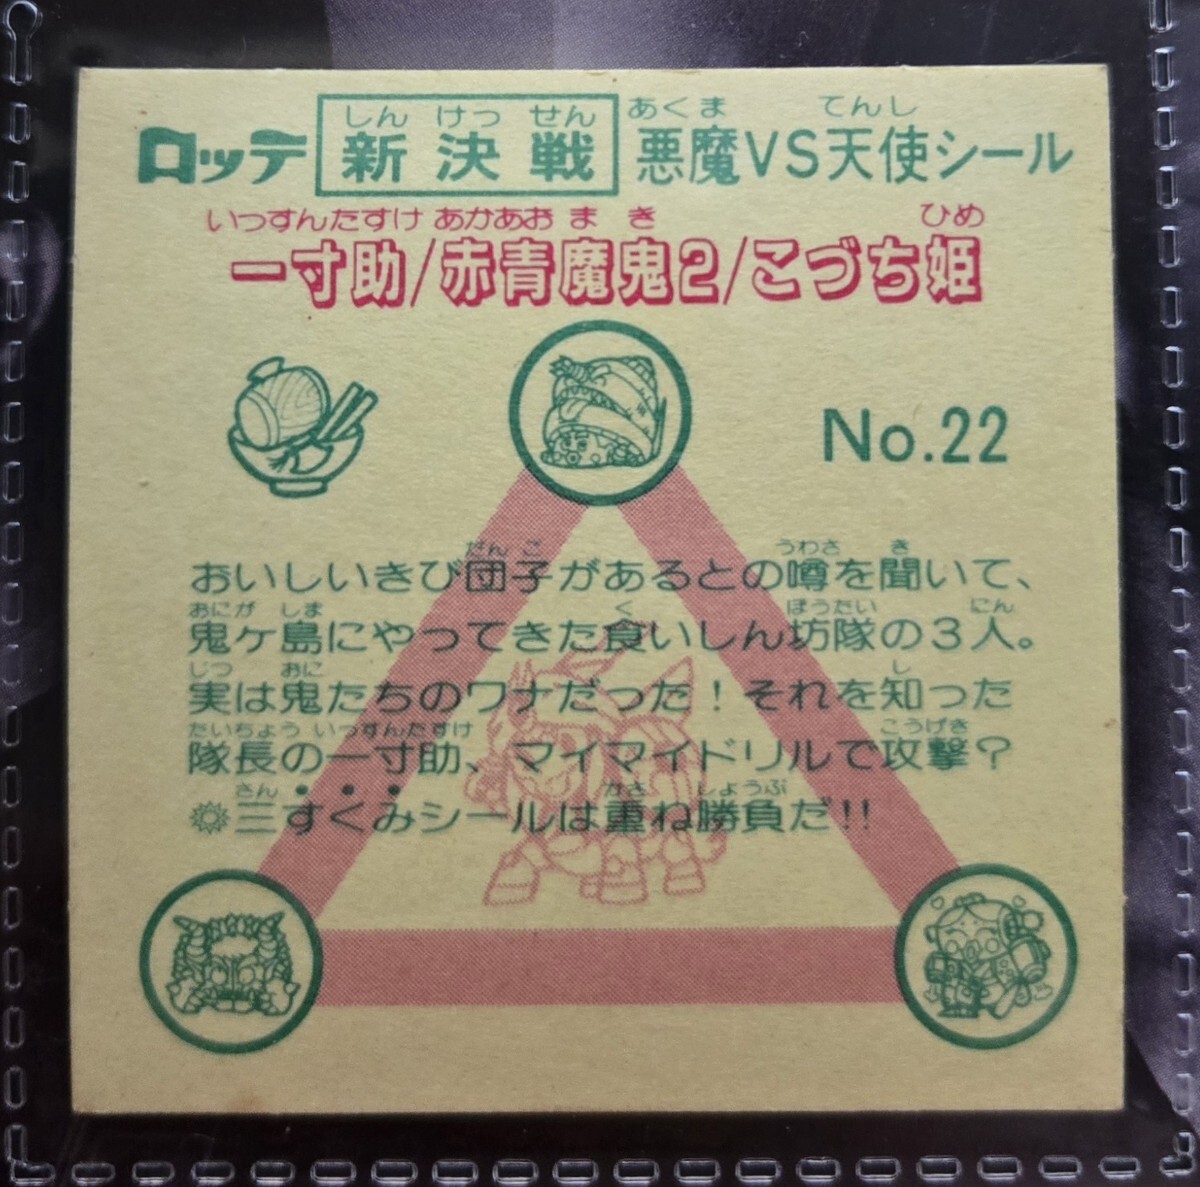 しんけっせん あくま てんし
ロッテ 新決戦 悪魔VS天使シール
いっすんたすけ あかあお ま き ひめ
一寸助/赤青魔鬼2/こづち姫
No.22
だんご うわさ き
おいしいきび団子があるとの噂を聞いて、
おにが しま く ぼうたい にん
鬼ヶ島にやってきた食いしん坊隊の3人。
じつ おに し
実は鬼たちのワナだった!それを知った
たいちょう いっすんたすけ こうげき
隊長の一寸助、マイマイドリルで攻撃?
さん かさ しょうぶ
三すくみシールは重ね勝負だ!!